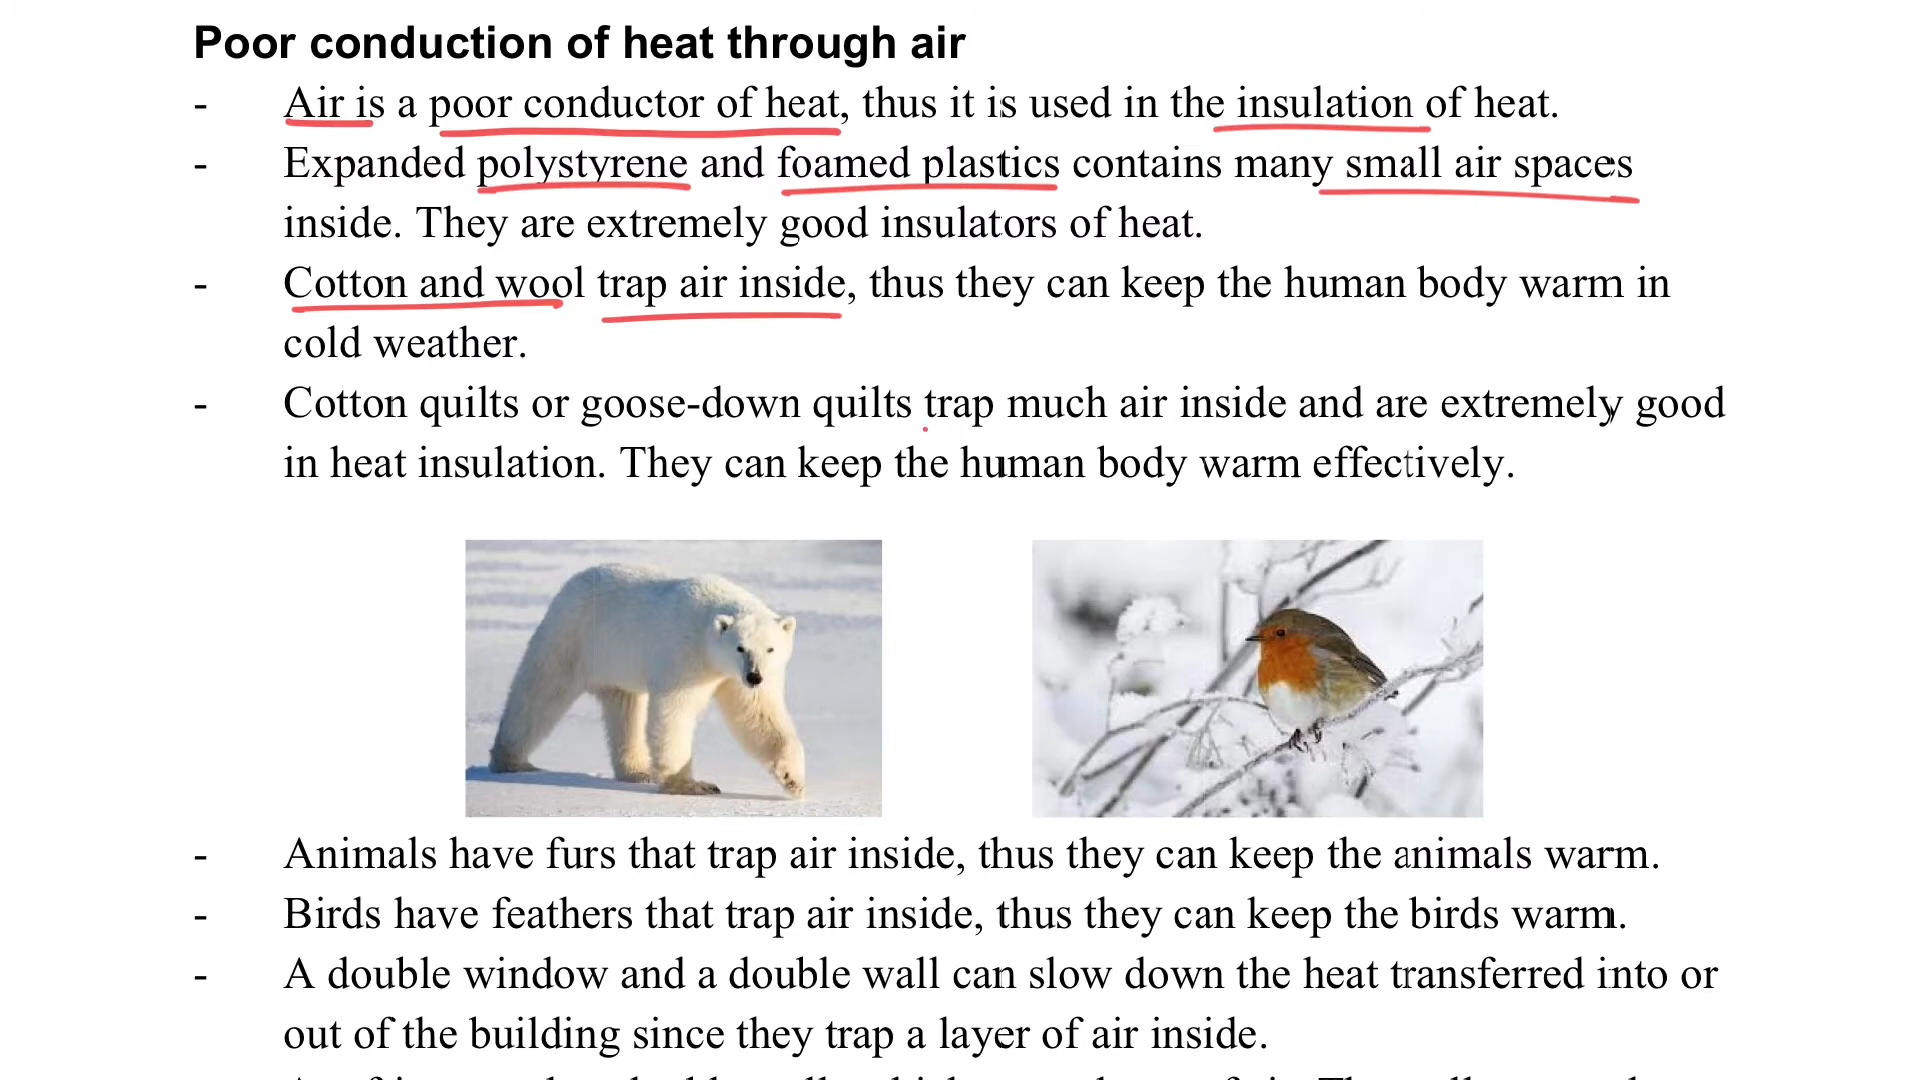 Poor conduction of heat through air
- Air is a poor conductor of heat, thus it is used in the insulation of heat.
- Expanded polystyrene and foamed plastics contains many small air spaces
inside. They are extremely good insulators of heat.
- Cotton and wool trap air inside, thus they can keep the human body warm in
cold weather.
- Cotton quilts or goose-down quilts trap much air inside and are extremely good
in heat insulation. They can keep the human body warm effectively.
- Animals have furs that trap air inside, thus they can keep the animals warm.
- Birds have feathers that trap air inside, thus they can keep the birds warm.
- A double window and a double wall can slow down the heat transferred into or
out of the building since they trap a layer of air inside.